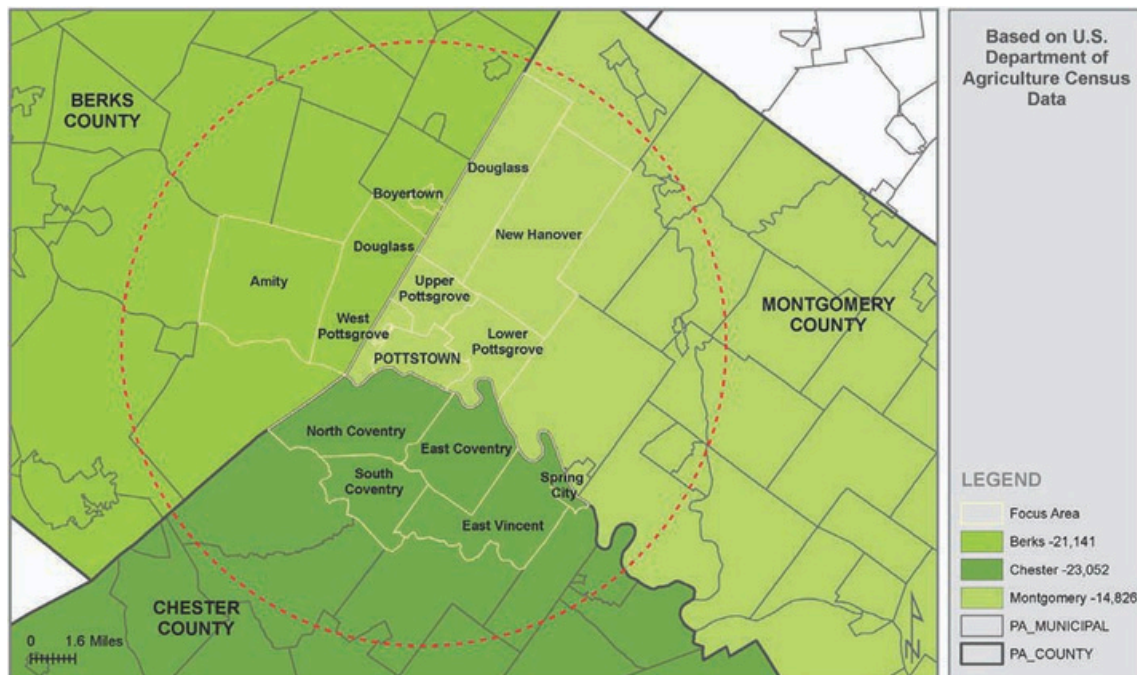 BERKS
COUNTY
Douglass
Boyertown
New Hanover
Douglass
Amity
Upper
Pottsgrove
MONTGOMERY
COUNTY
West
Pottsgrove
Lower
Pottsgrove
POTTSTOWN
North Coventry
East Coventry
South
Coventry
Spring
City
East Vincent
CHESTER
COUNTY
0 1.6 Miles
N
Based on U.S.
Department of
Agriculture Census
Data
LEGEND
Focus Area
Berks -21,141
Chester -23,052
Montgomery -14,826
PA_MUNICIPAL
PA_COUNTY